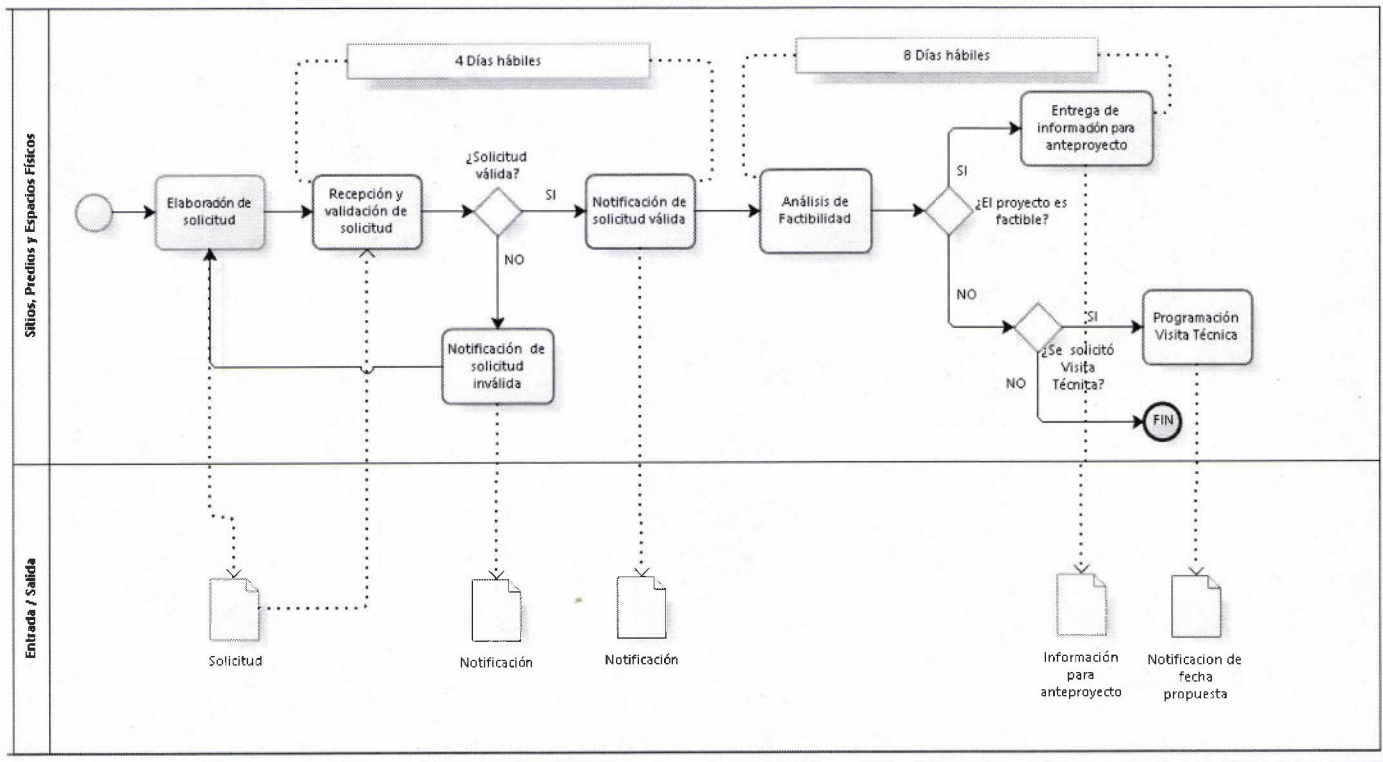 Sitios, Predios y Espacios Físicos
4 Días hábiles
8 Días hábiles
Elaboración de
solicitud
Recepción y
validación de
solicitud
¿Solicitud
válida?
SI
NO
Notificación de
solicitud válida
Notificación de
solicitud
inválida
Análisis de
Factibilidad
¿El proyecto es
factible?
SI
NO
Entrega de
información para
anteproyecto
¿Se solicitó
Visita
Técnica?
SI
NO
Programación
Visita Técnica
FIN
Entrada / Salida
Solicitud
Notificación
Notificación
Información
para
anteproyecto
Notificacion de
fecha
propuesta